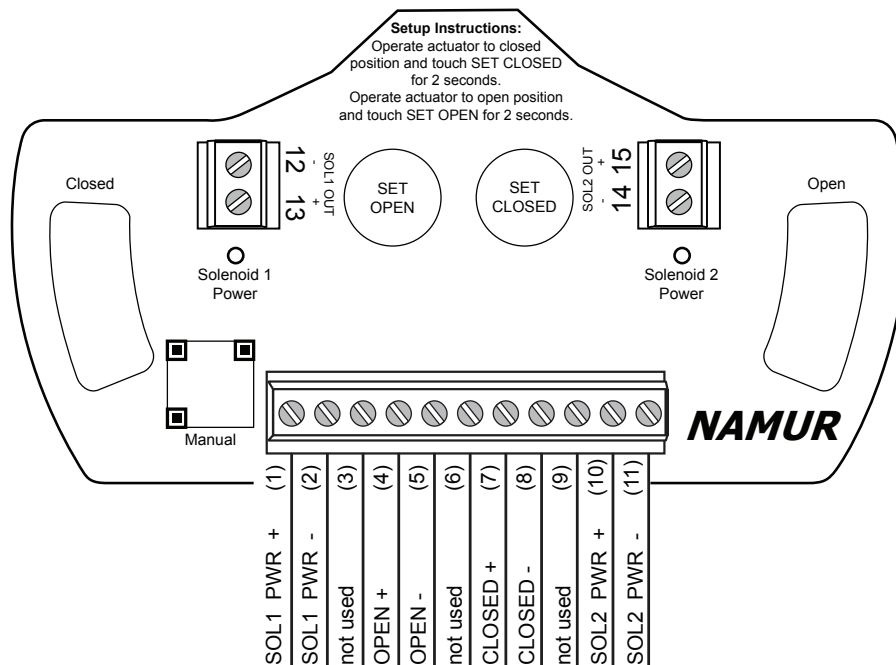 Setup Instructions:
Operate actuator to closed
position and touch SET CLOSED
for 2 seconds.
Operate actuator to open position
and touch SET OPEN for 2 seconds.
Closed
12 -
13 +
SOL1 OUT
SET
OPEN
SET
CLOSED
SOL2 OUT
- +
14 15
Open
Solenoid 1
Power
Solenoid 2
Power
Manual
NAMUR
SOL1 PWR + (1)
SOL1 PWR - (2)
not used (3)
OPEN + (4)
OPEN - (5)
not used (6)
CLOSED + (7)
CLOSED - (8)
not used (9)
SOL2 PWR + (10)
SOL2 PWR - (11)